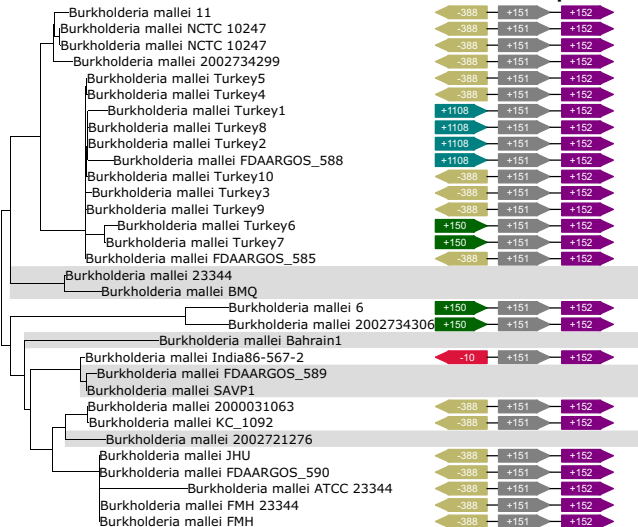 Burkholderia mallei 11 -388 +151 +152
Burkholderia mallei NCTC 10247 -388 +151 +152
Burkholderia mallei NCTC 10247 -388 +151 +152
Burkholderia mallei 2002734299 -388 +151 +152
Burkholderia mallei Turkey5 -388 +151 +152
Burkholderia mallei Turkey4 -388 +151 +152
Burkholderia mallei Turkey1 +1108 +151 +152
Burkholderia mallei Turkey8 +1108 +151 +152
Burkholderia mallei Turkey2 +1108 +151 +152
Burkholderia mallei FDAARGOS_588 +1108 +151 +152
Burkholderia mallei Turkey10 -388 +151 +152
Burkholderia mallei Turkey3 -388 +151 +152
Burkholderia mallei Turkey9 -388 +151 +152
Burkholderia mallei Turkey6 +150 +151 +152
Burkholderia mallei Turkey7 +150 +151 +152
Burkholderia mallei FDAARGOS_585 -388 +151 +152
Burkholderia mallei 23344
Burkholderia mallei BMQ
Burkholderia mallei 6 +150 +151 +152
Burkholderia mallei 2002734306 +150 +151 +152
Burkholderia mallei Bahrain1
Burkholderia mallei India86-567-2 -10 +151 +152
Burkholderia mallei FDAARGOS_589
Burkholderia mallei SAVP1
Burkholderia mallei 2000031063 -388 +151 +152
Burkholderia mallei KC_1092 -388 +151 +152
Burkholderia mallei 2002721276
Burkholderia mallei JHU -388 +151 +152
Burkholderia mallei FDAARGOS_590 -388 +151 +152
Burkholderia mallei ATCC 23344 -388 +151 +152
Burkholderia mallei FMH 23344 -388 +151 +152
Burkholderia mallei FMH -388 +151 +152